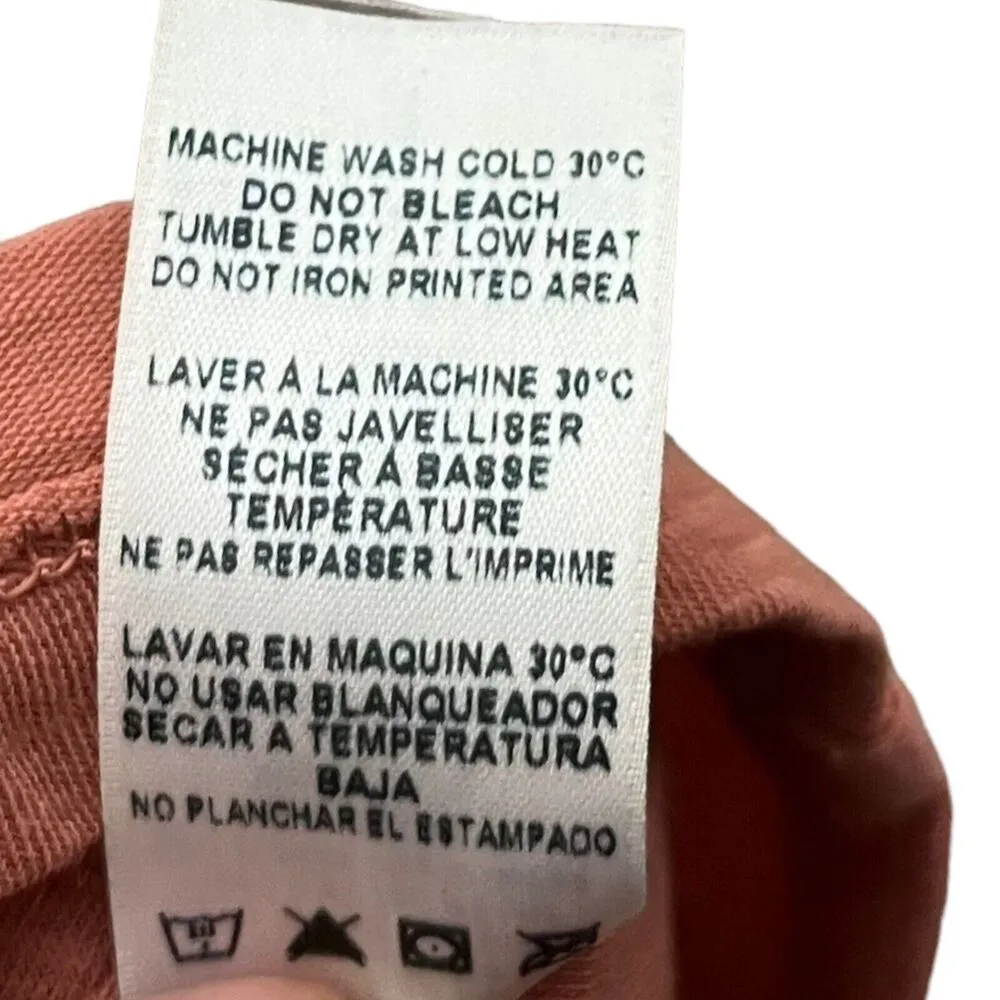 MACHINE WASH COLD 30°C
DO NOT BLEACH
TUMBLE DRY AT LOW HEAT
DO NOT IRON PRINTED AREA
LAVER À LA MACHINE 30°C
NE PAS JAVELLISER
SÉCHER À BASSE
TEMPÉRATURE
NE PAS REPASSER L'IMPRIME
LAVAR EN MAQUINA 30°C
NO USAR BLANQUEADOR
SECAR A TEMPERATURA
BAJA
NO PLANCHAR EL ESTAMPADO